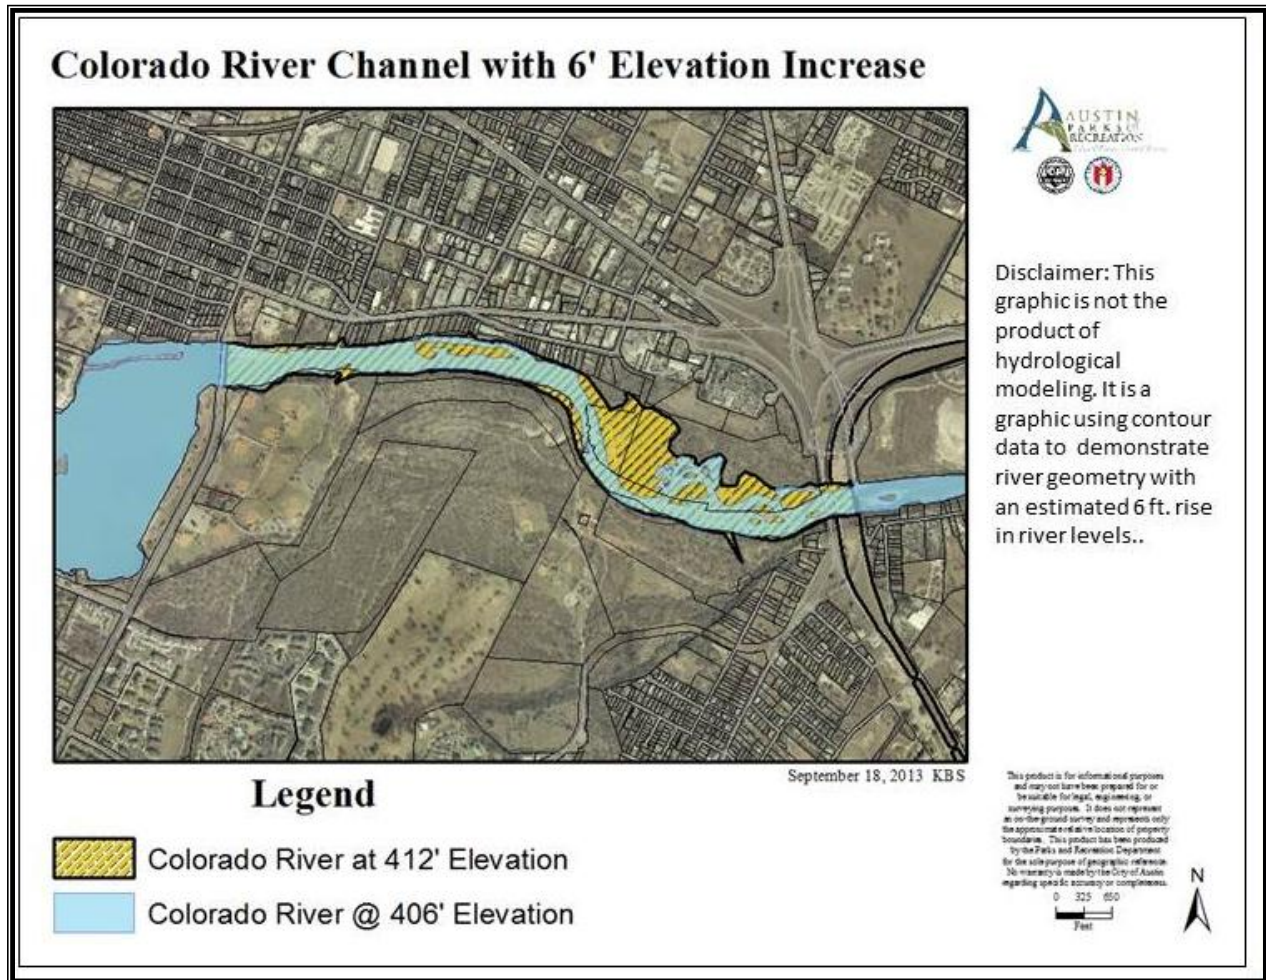 Colorado River Channel with 6' Elevation Increase
AUSTIN
PARKS
RECREATION
Disclaimer: This
graphic is not the
product of
hydrological
modeling. It is a
graphic using contour
data to demonstrate
river geometry with
an estimated 6 ft. rise
in river levels..
September 18, 2013 KBS
Legend
Colorado River at 412' Elevation
Colorado River @ 406' Elevation
This product is for informational purposes
and may not have been prepared for or
be suitable for legal, engineering, or
surveying purposes. It does not represent
an on-the-ground survey and represents only
the approximate relative location of property
boundaries. This product has been produced
by the Parks and Recreation Department
for the sole purpose of geographic reference.
No warranty is made by the City of Austin
regarding specific accuracy or completeness.
0 325 650
Feet
N